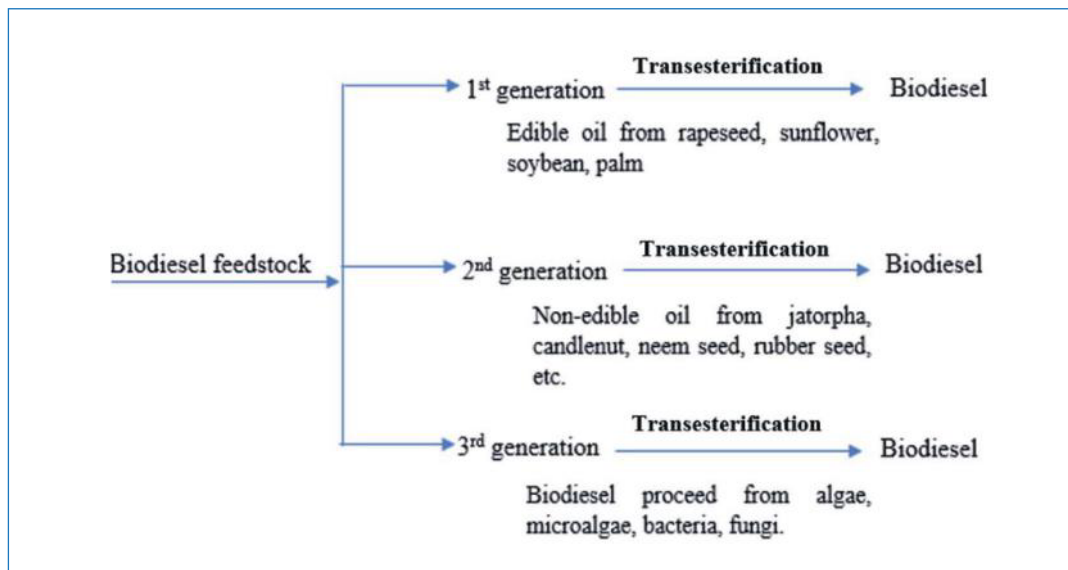 Transesterification
1st generation
Biodiesel
Edible oil from rapeseed, sunflower,
soybean, palm
Biodiesel feedstock
Transesterification
2nd generation
Biodiesel
Non-edible oil from jatorpha,
candlenut, neem seed, rubber seed,
etc.
Transesterification
3rd generation
Biodiesel
Biodiesel proceed from algae,
microalgae, bacteria, fungi.